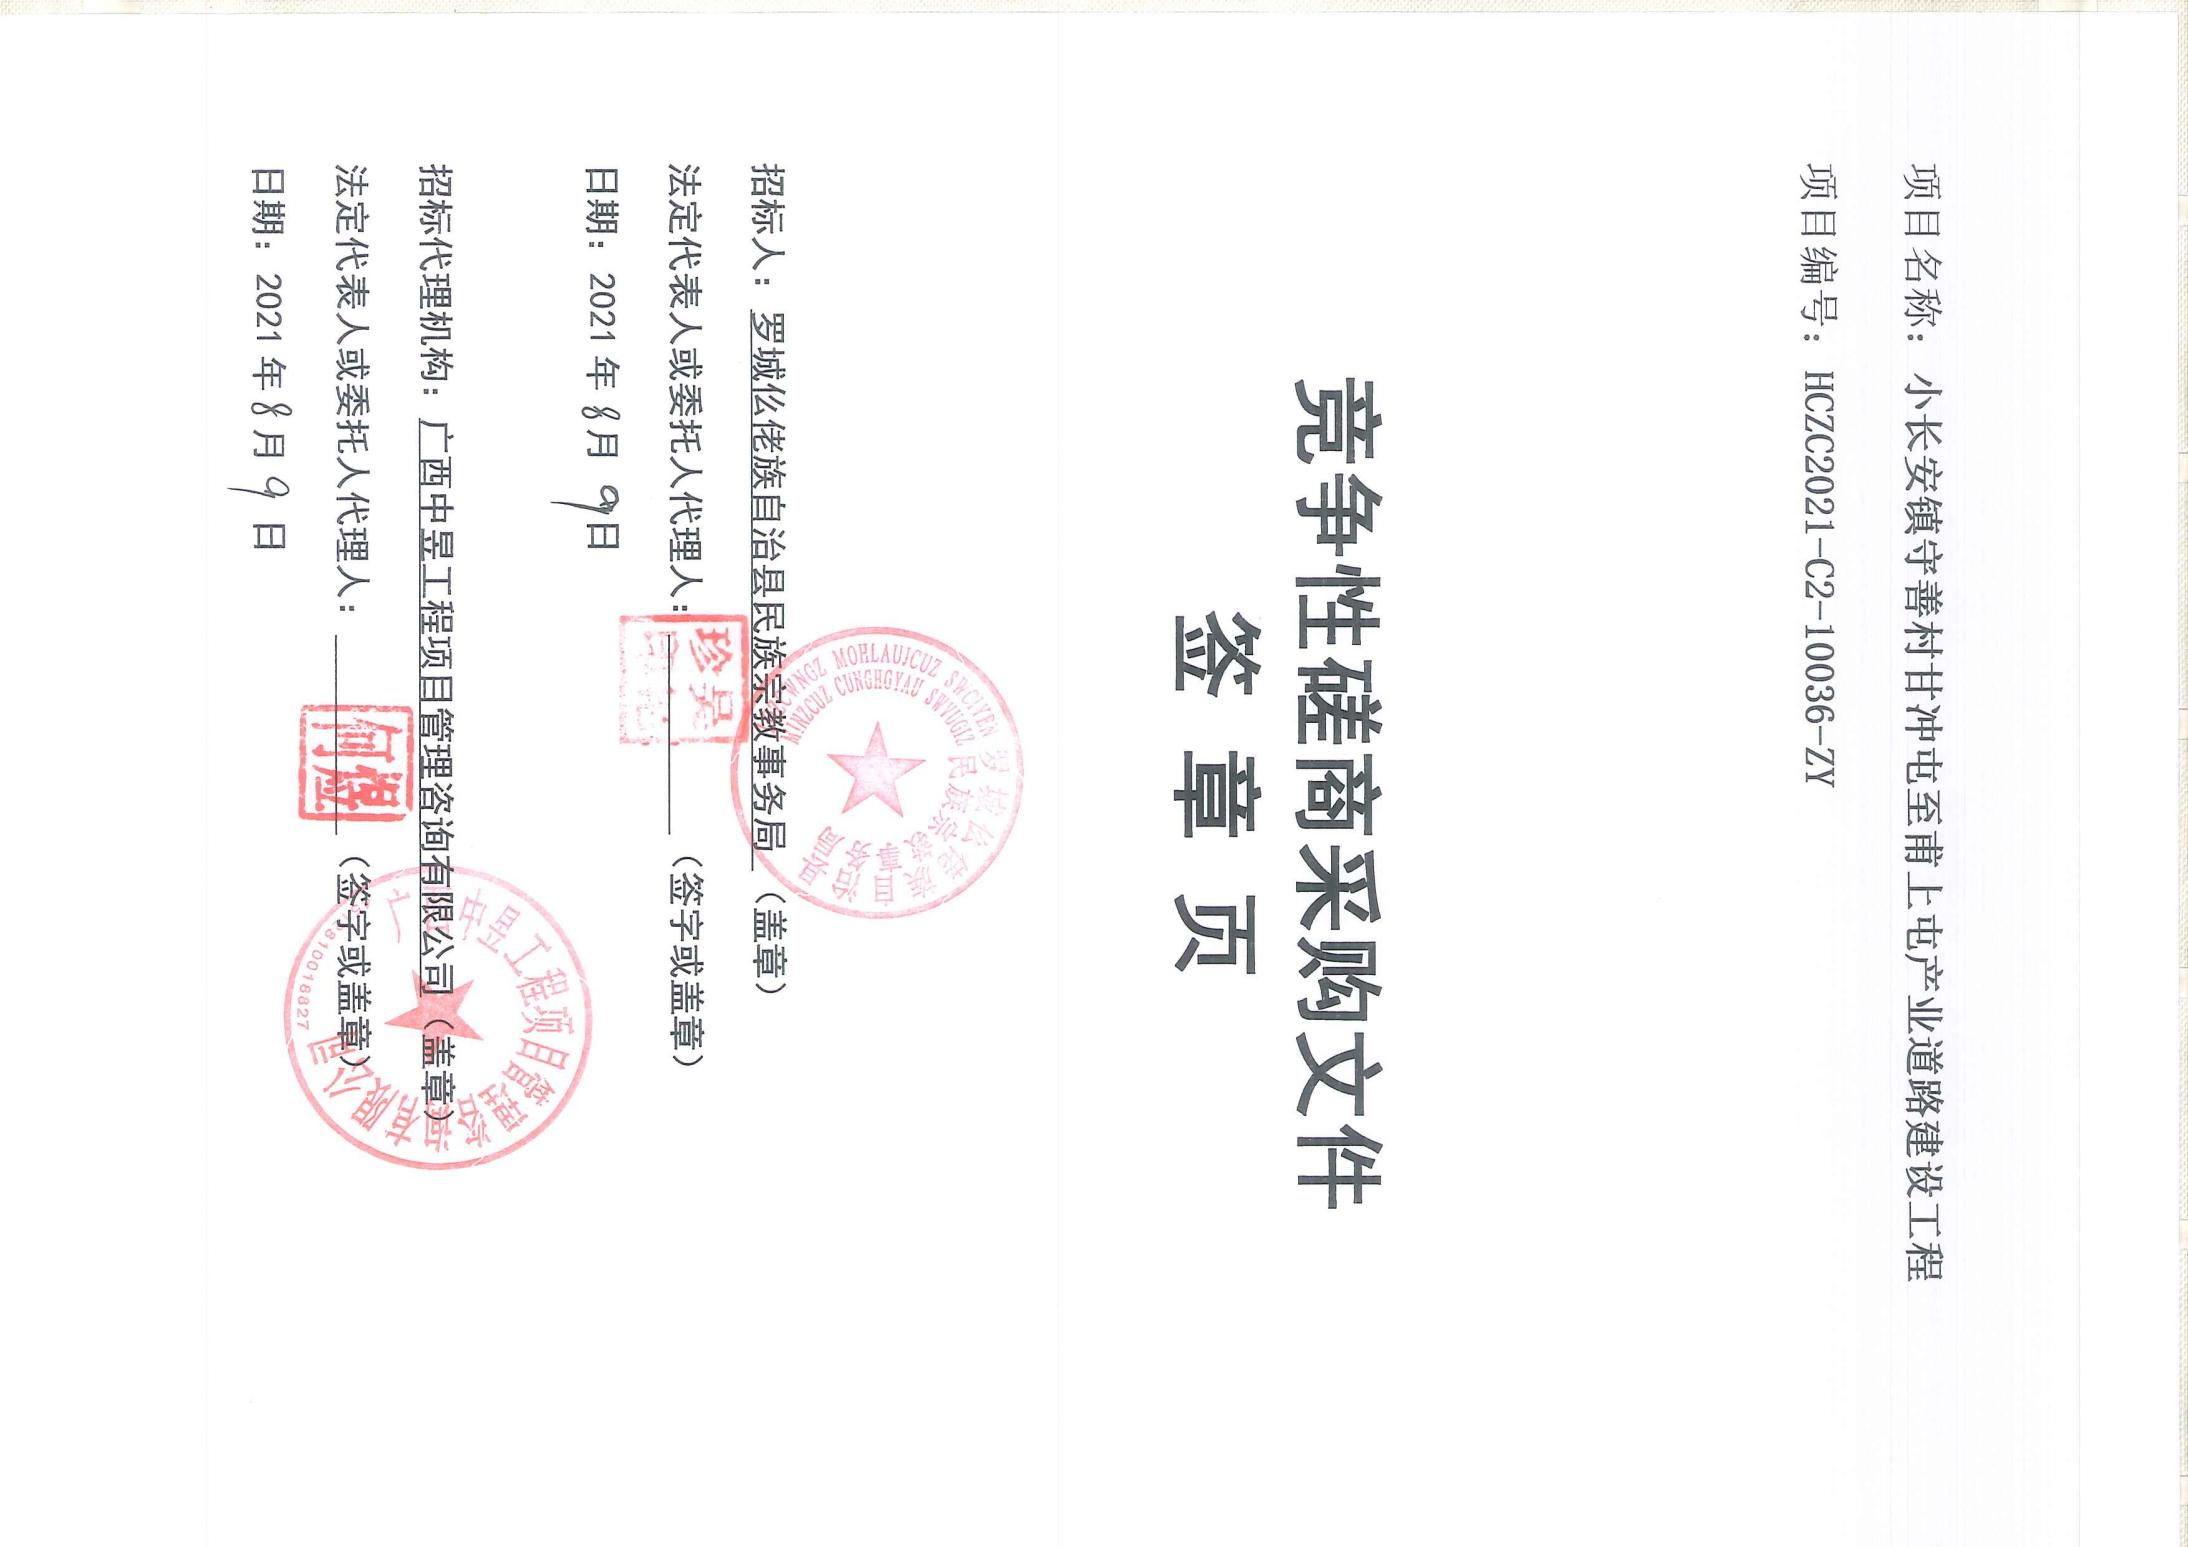 项目名称：小长安镇守善村甘冲屯至甫上屯产业道路建设工程
项目编号：HCZC2021-C2-10036-ZY
竞争性磋商采购文件
签章页
招标人：罗城仫佬族自治县民族宗教事务局（盖章）
法定代表人或委托人代理人：（签字或盖章）
日期：2021年8月9日
招标代理机构：广西中昱工程项目管理咨询有限公司（盖章）
法定代表人或委托人代理人：（签字或盖章）
日期：2021年8月9日
MOHLAUJCUZ SWCIYEN
MINZCUZ CUNGHGYAU SWVUGIZ